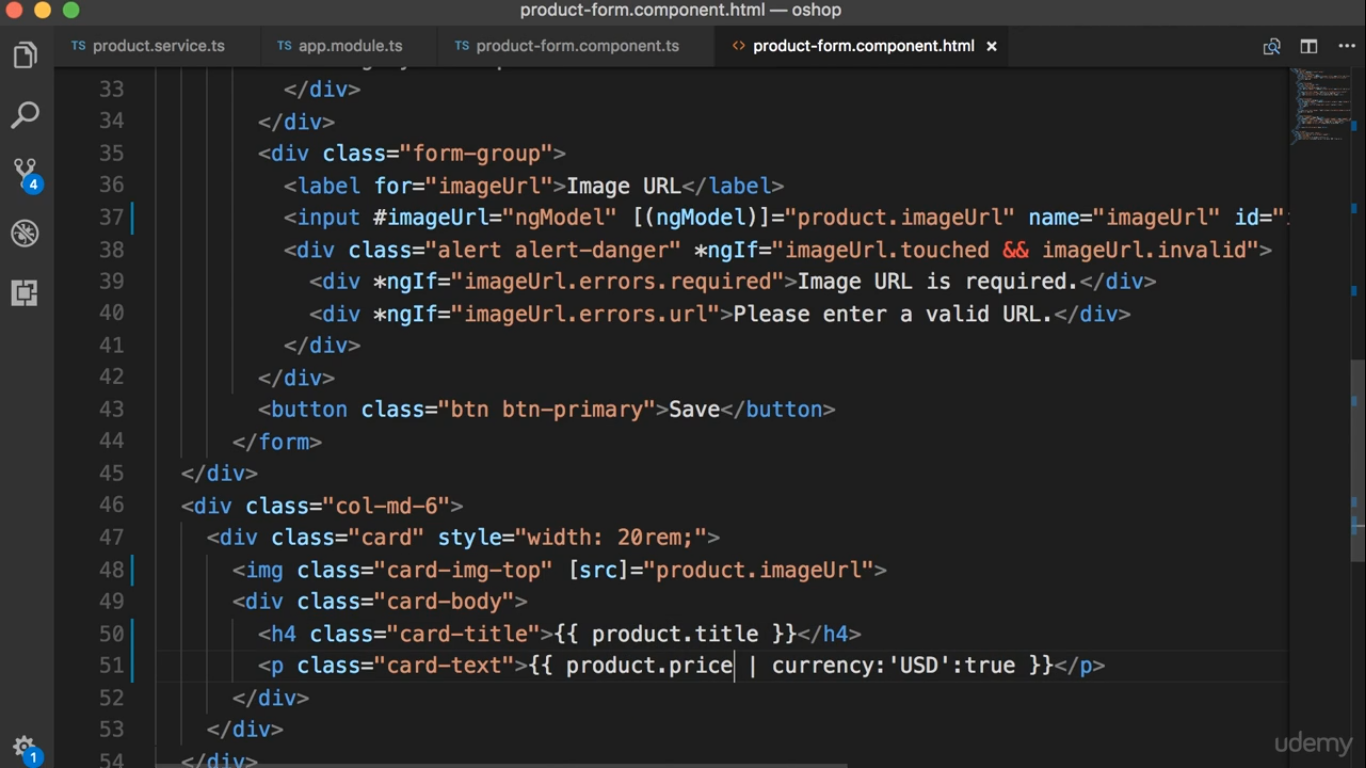 product-form.component.html — oshop
TS product.service.ts TS app.module.ts TS product-form.component.ts <> product-form.component.html ×
33 </div>
34 </div>
35 <div class="form-group">
36 <label for="imageUrl">Image URL</label>
37 <input #imageUrl="ngModel" [(ngModel)]="product.imageUrl" name="imageUrl" id="
38 <div class="alert alert-danger" *ngIf="imageUrl.touched && imageUrl.invalid">
39 <div *ngIf="imageUrl.errors.required">Image URL is required.</div>
40 <div *ngIf="imageUrl.errors.url">Please enter a valid URL.</div>
41 </div>
42 </div>
43 <button class="btn btn-primary">Save</button>
44 </form>
45 </div>
46 <div class="col-md-6">
47 <div class="card" style="width: 20rem;">
48 <img class="card-img-top" [src]="product.imageUrl">
49 <div class="card-body">
50 <h4 class="card-title">{{ product.title }}</h4>
51 <p class="card-text">{{ product.price | currency:'USD':true }}</p>
52 </div>
53 </div>
54 </div>
4
1
udemy